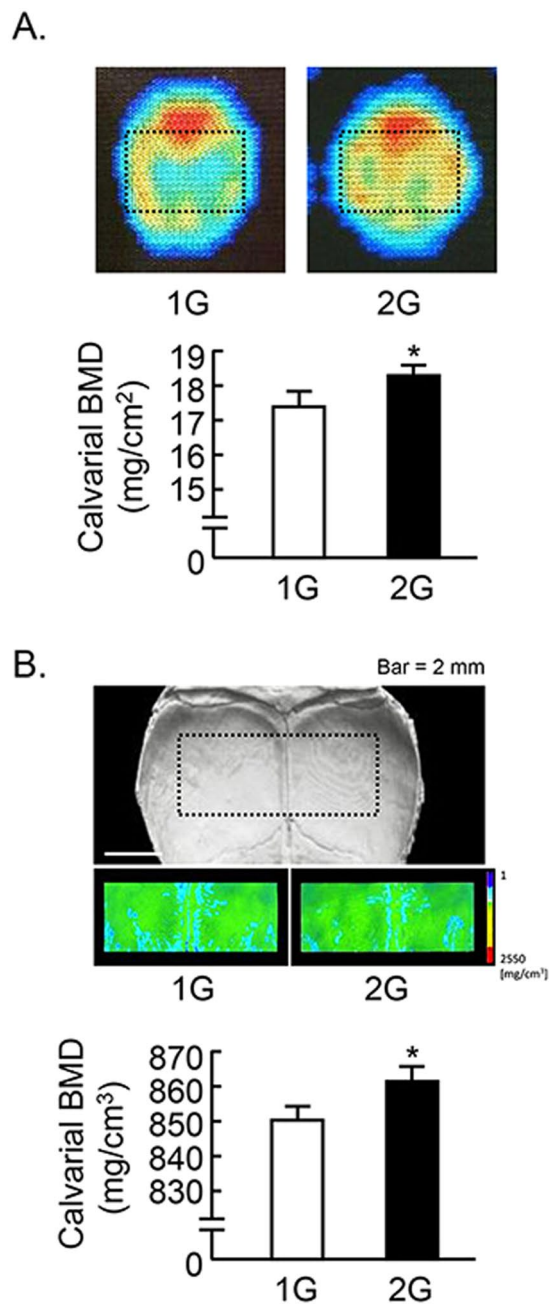 A.
1G 2G
Calvarial BMD
(mg/cm2)
19
18
17
16
15
0
*
1G 2G
B.
Bar = 2 mm
1
2550
[mg/cm3]
1G 2G
Calvarial BMD
(mg/cm3)
870
860
850
840
830
0
*
1G 2G